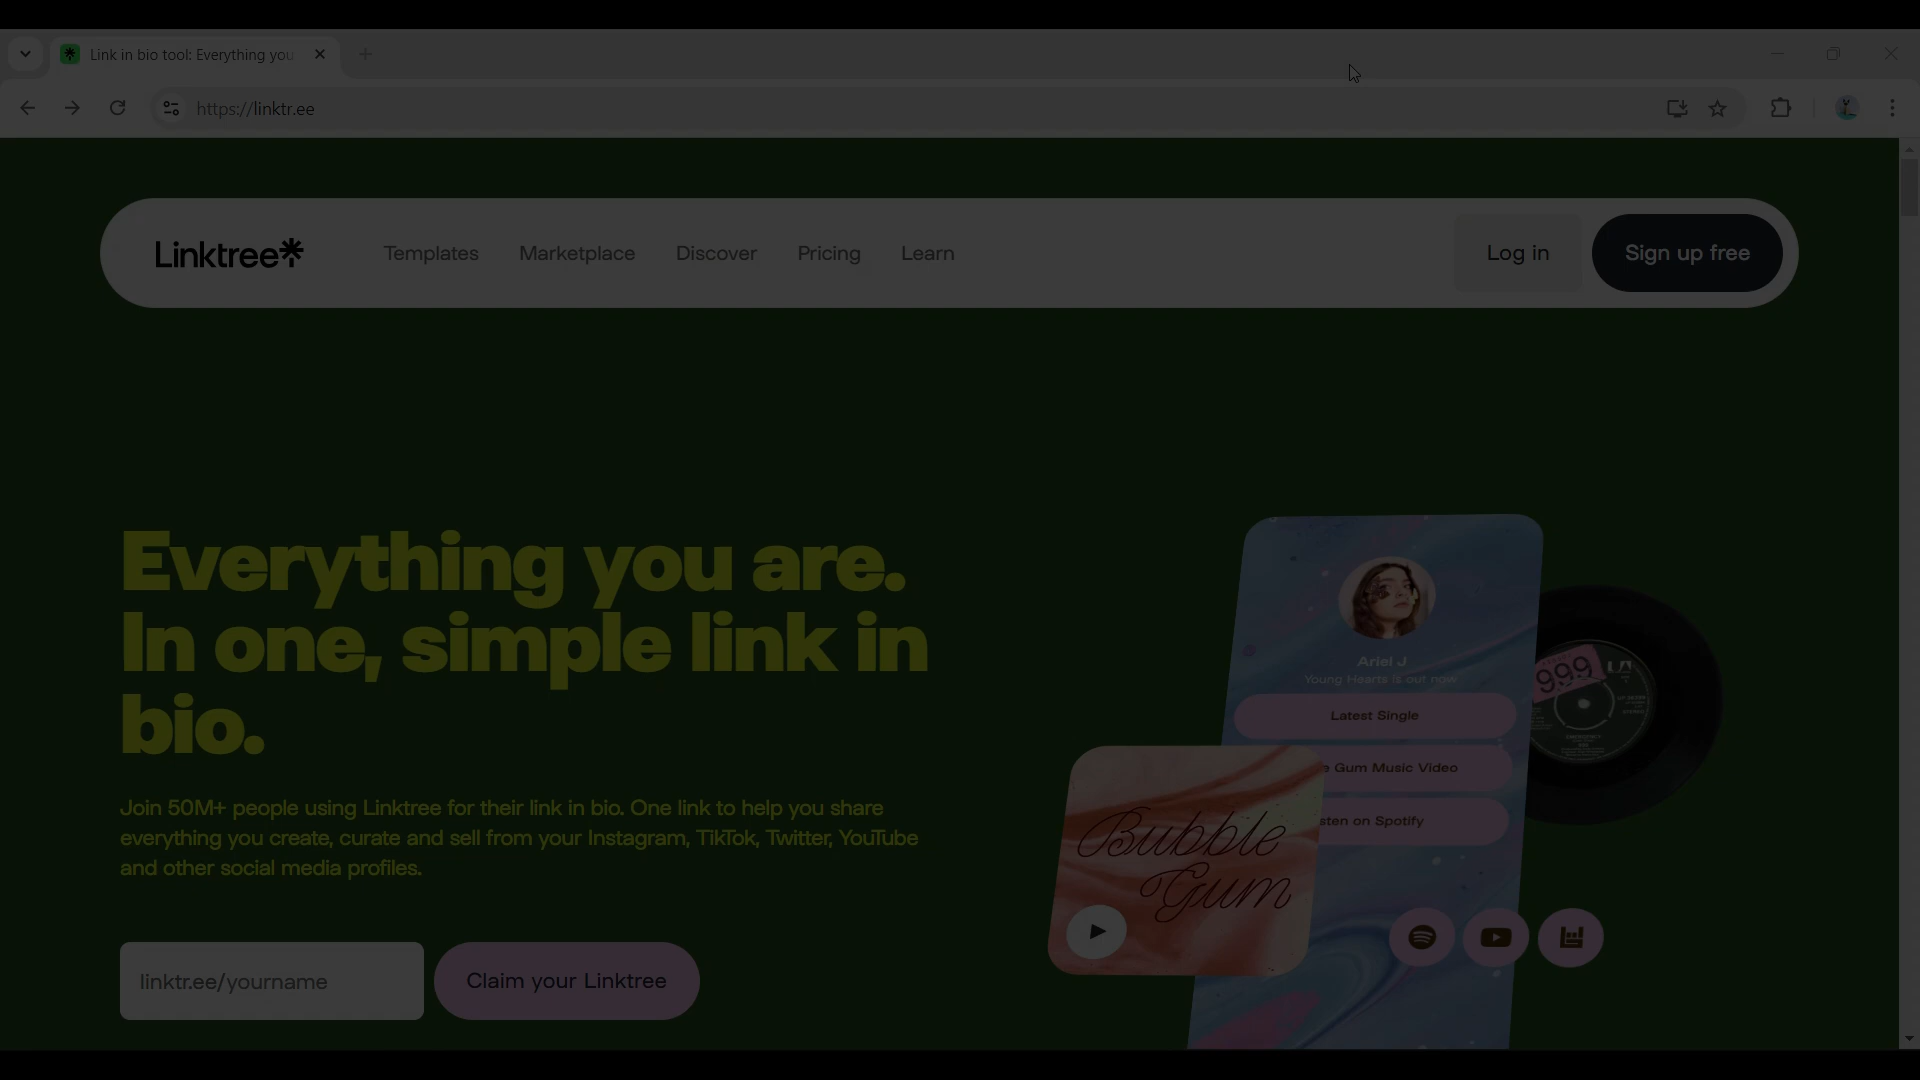 Link in bio tool: Everything you
https://linktr.ee
Linktree
Templates
Marketplace
Discover
Pricing
Learn
Log in
Sign up free
Everything you are.
In one, simple link in
bio.
Join 50M+ people using Linktree for their link in bio. One link to help you share
everything you create, curate and sell from your Instagram, TikTok, Twitter, YouTube
and other social media profiles.
linktr.ee/yourname
Claim your Linktree
Ariel J
Young Hearts is out now
Latest Single
Gum Music Video
on Spotify
Bubble
Gum
999